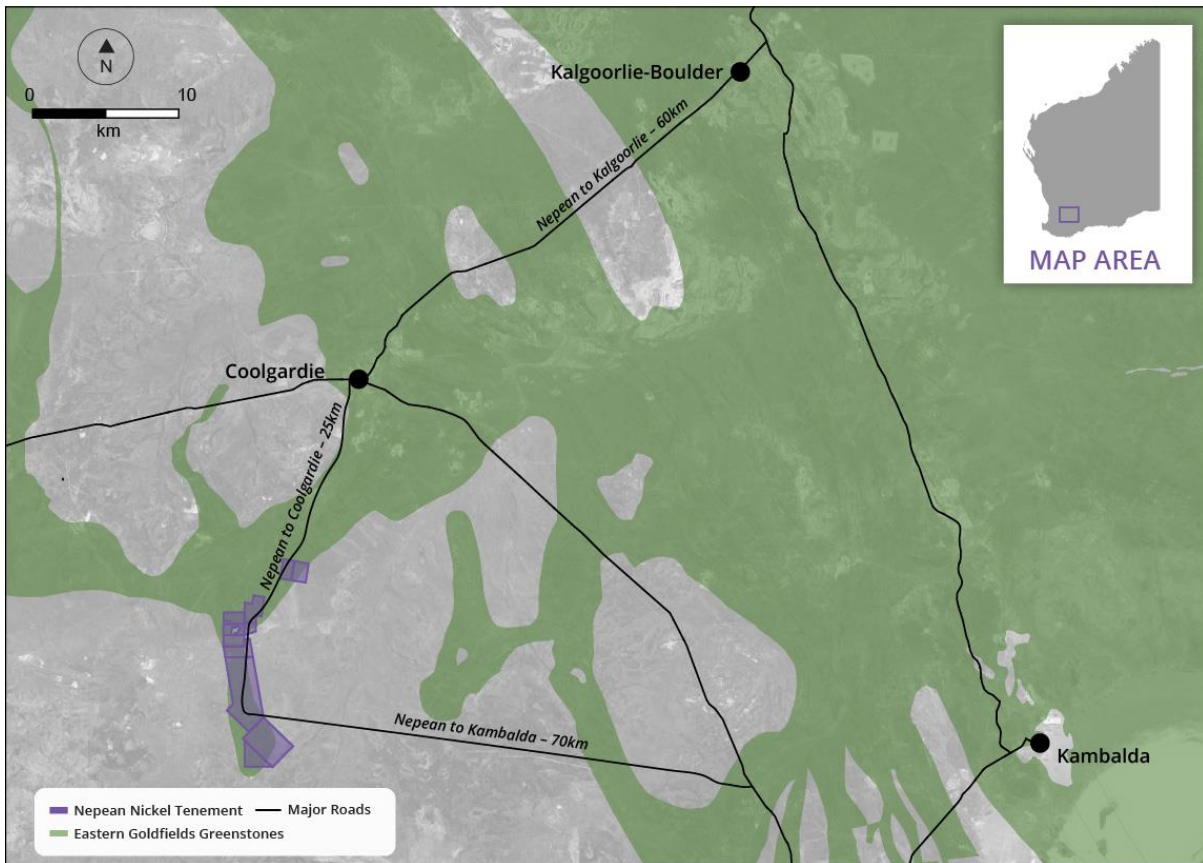 N
0 10
km
Kalgoorlie-Boulder
Nepean to Kalgoorlie – 60km
MAP AREA
Coolgardie
Nepean to Coolgardie – 25km
Nepean to Kambalda – 70km
Kambalda
Nepean Nickel Tenement
Major Roads
Eastern Goldfields Greenstones